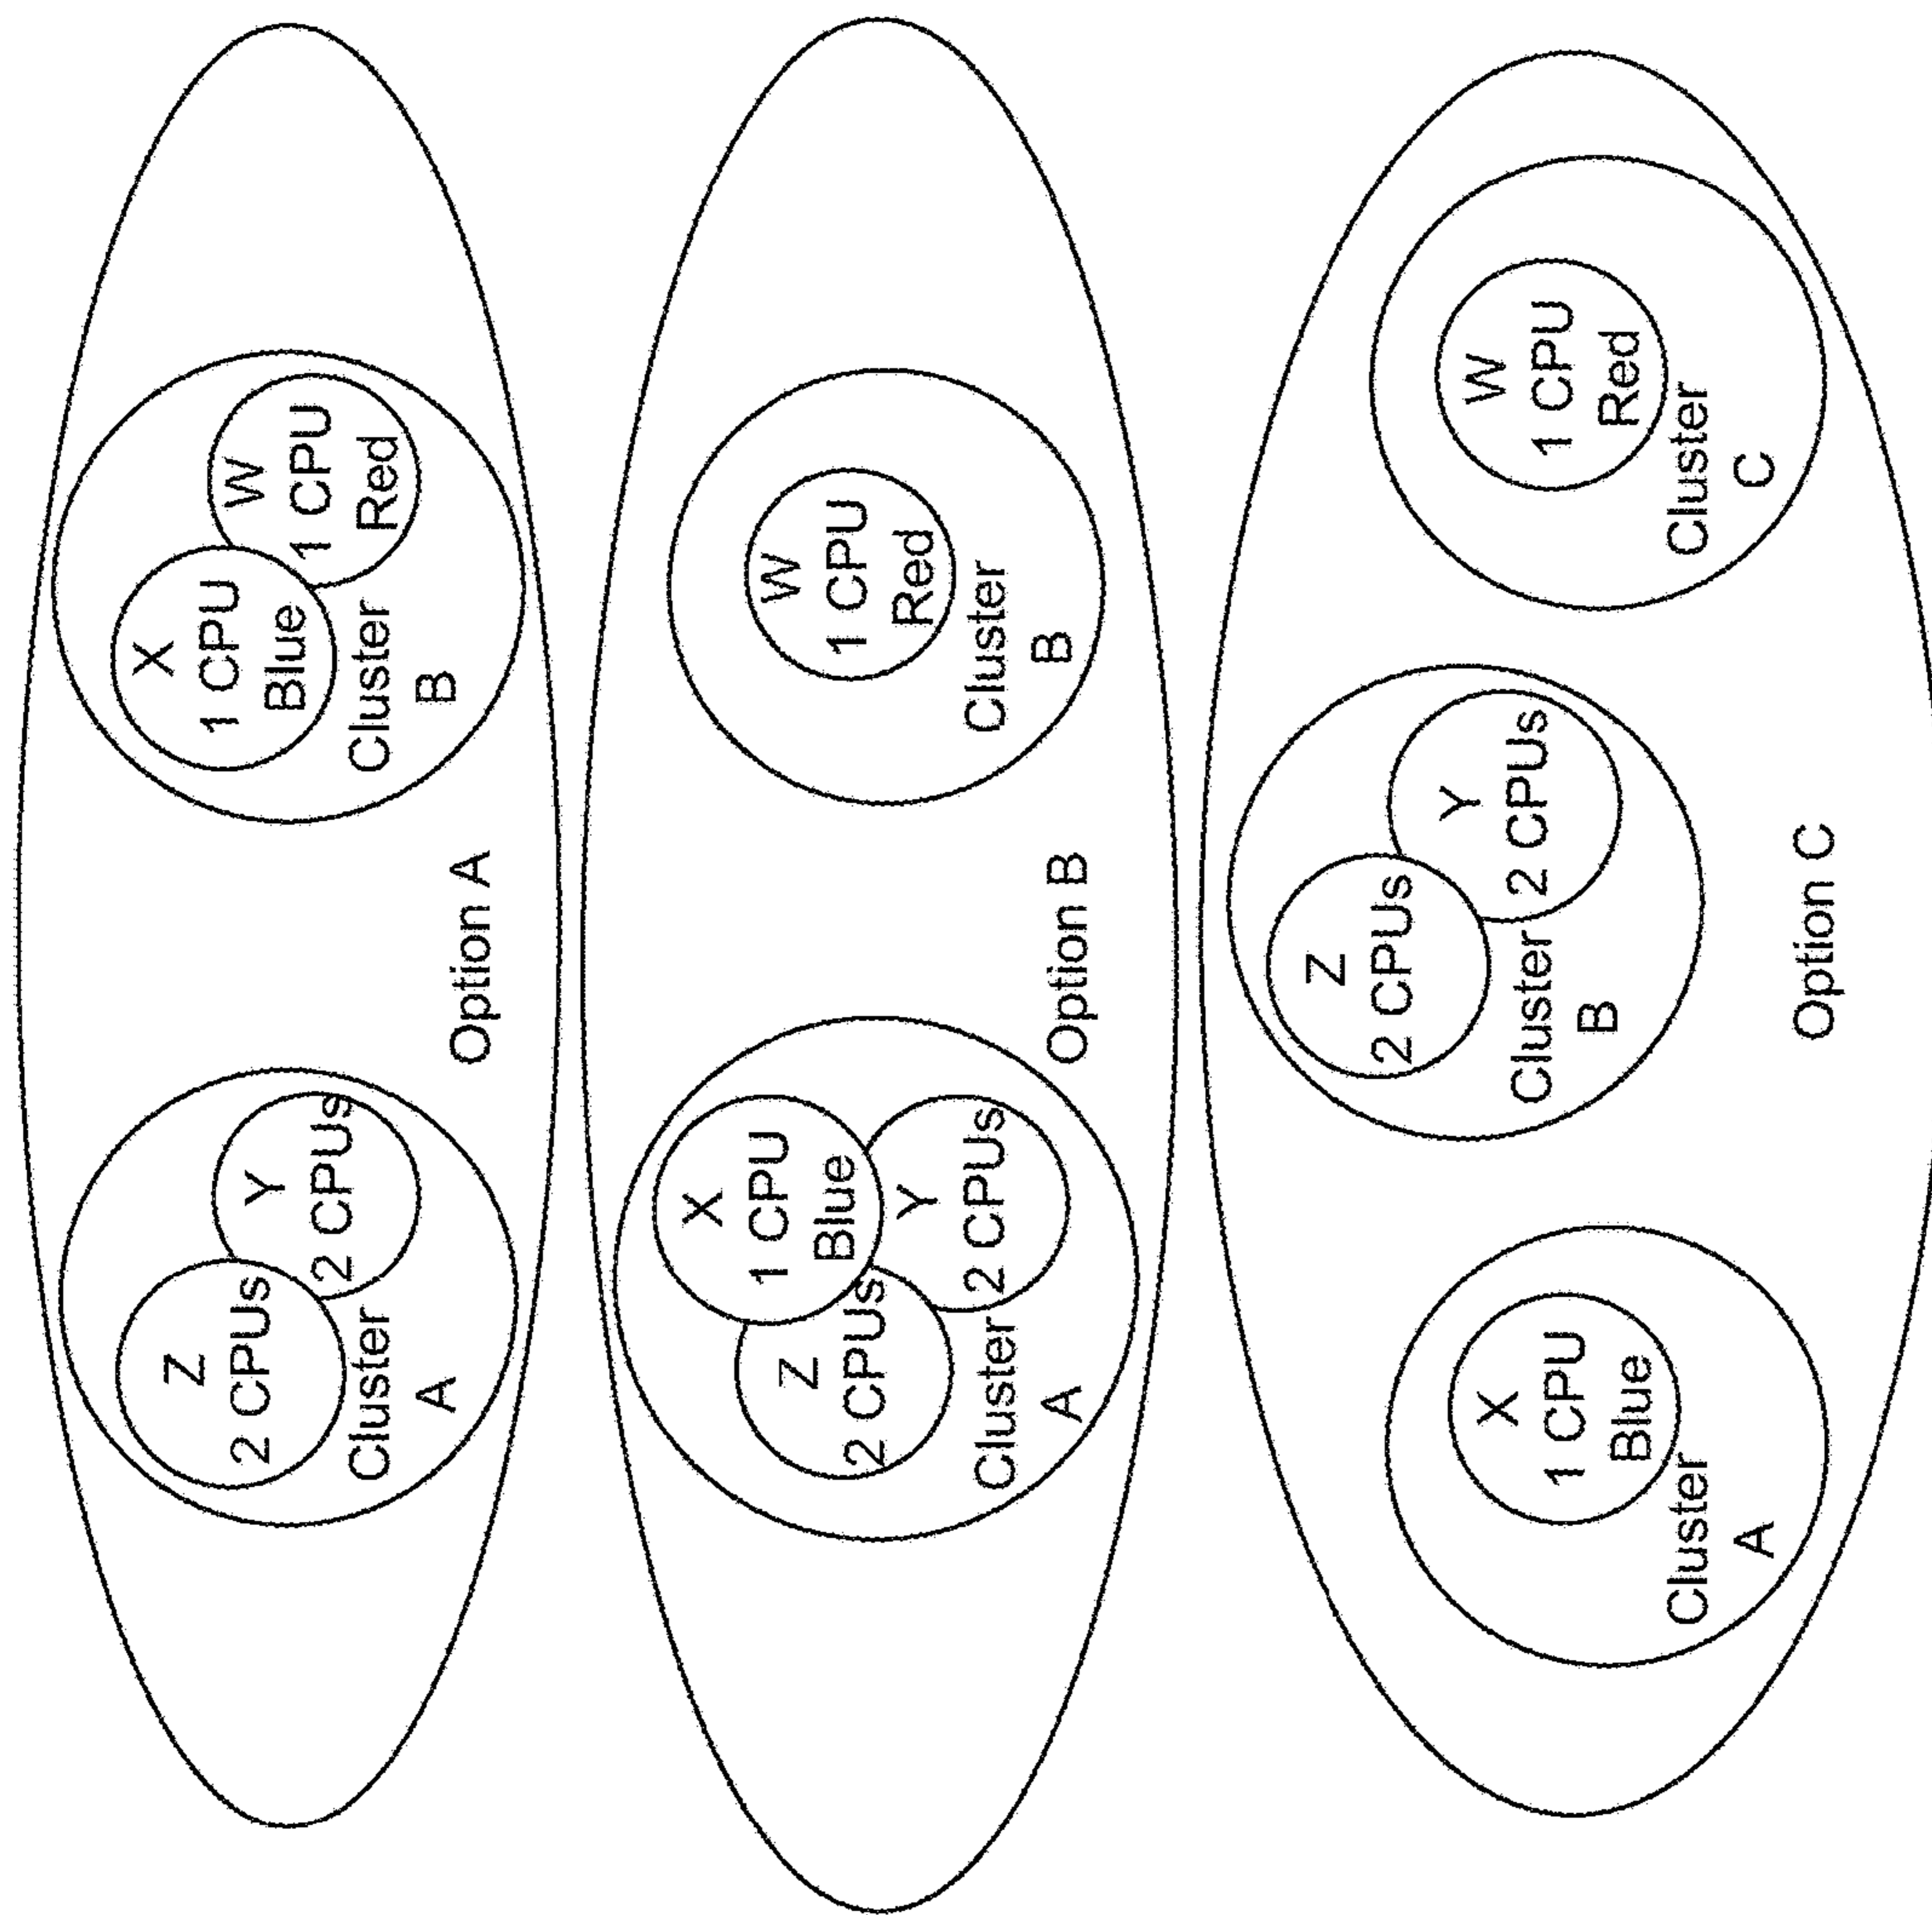 Z
2 CPUs
Y
2 CPUs
Cluster
A
X
1 CPU
Blue
W
1 CPU
Red
Cluster
B
Option A
X
1 CPU
Blue
Z
2 CPUs
Y
2 CPUs
Cluster
A
W
1 CPU
Red
Cluster
B
Option B
X
1 CPU
Blue
Cluster
A
Z
2 CPUs
Y
2 CPUs
Cluster
B
W
1 CPU
Red
Cluster
C
Option C